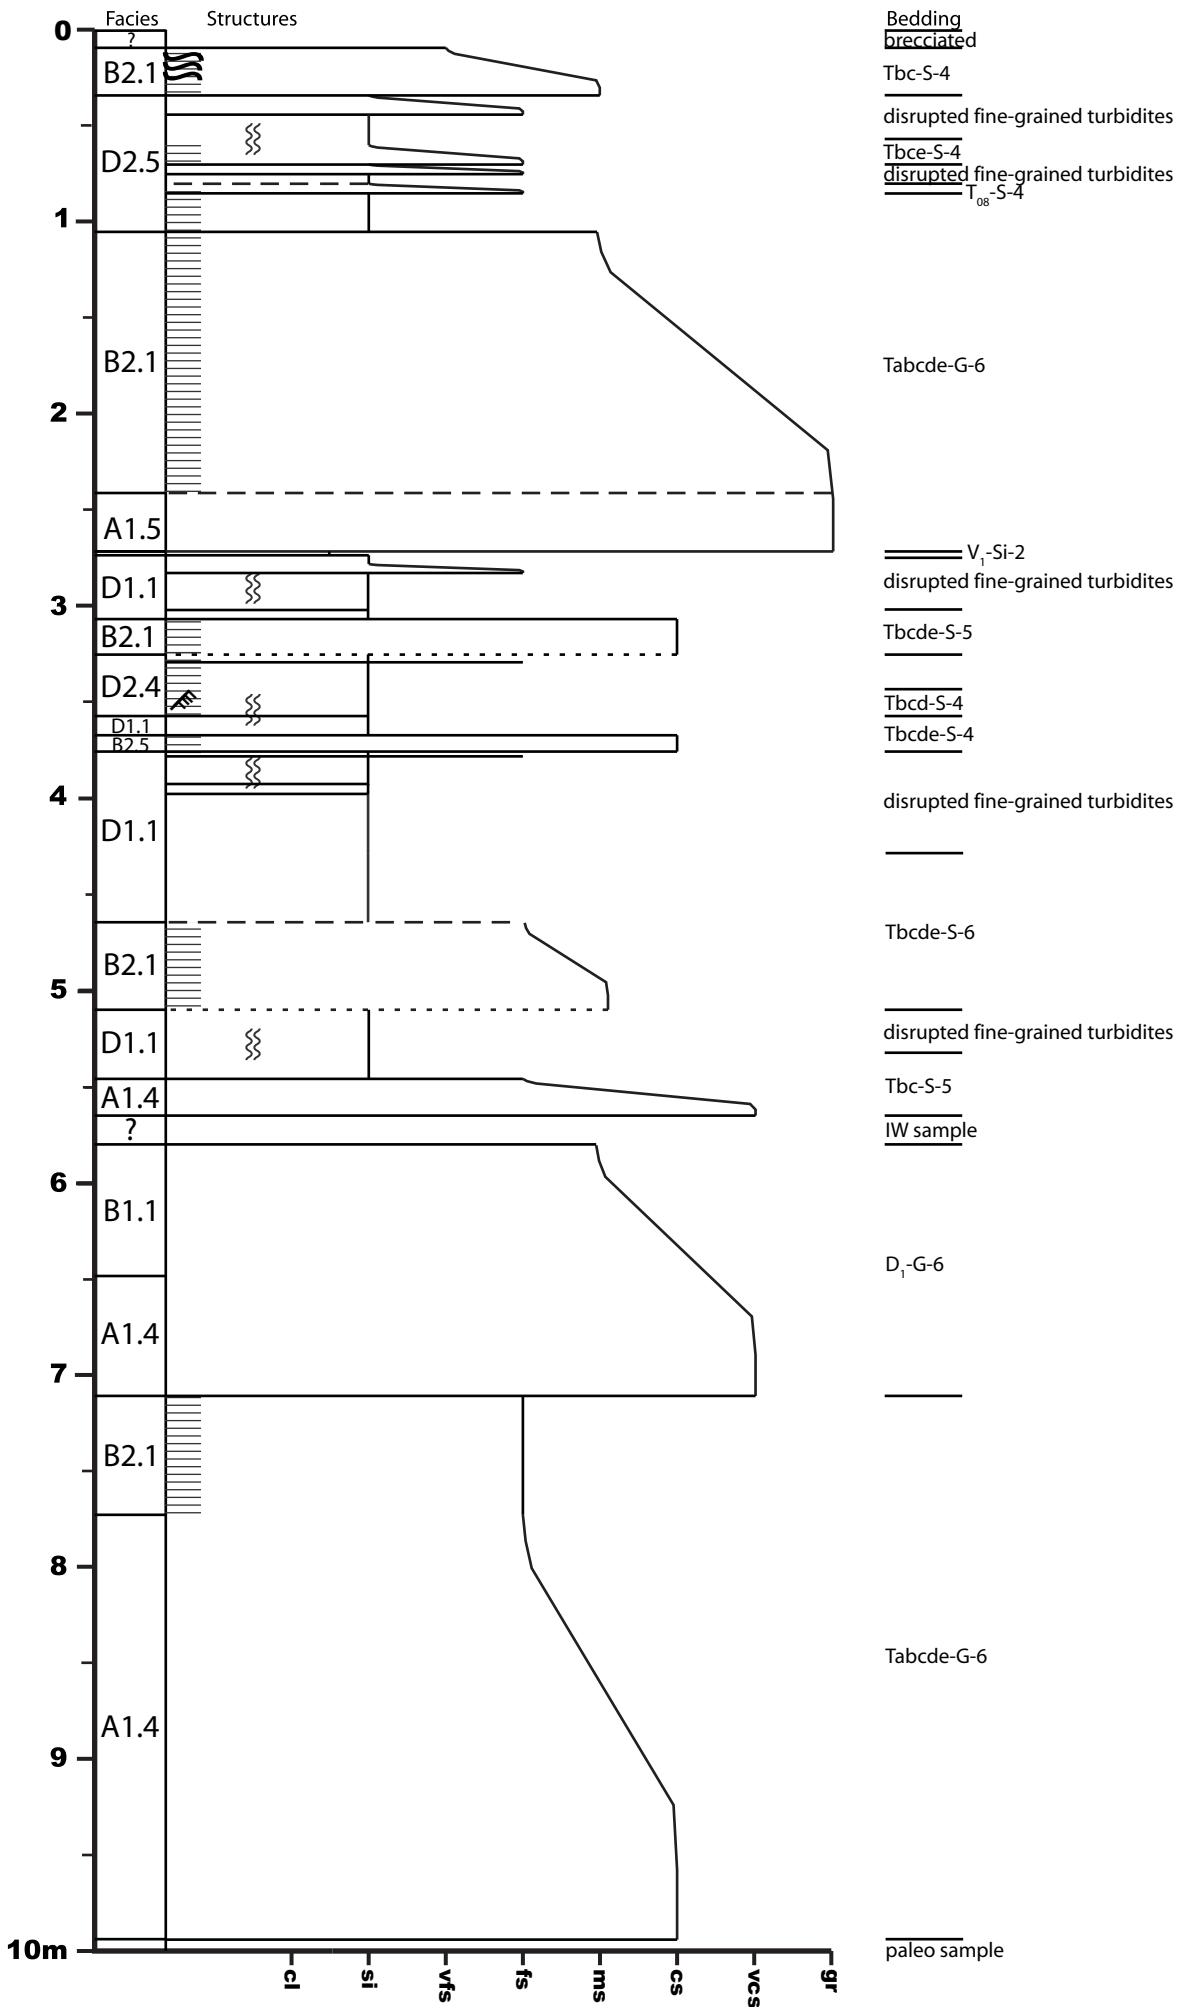 Facies Structures Bedding
0
? brecciated
B2.1 Tbc-S-4
disrupted fine-grained turbidites
D2.5 Tbce-S-4
disrupted fine-grained turbidites
T08-S-4
1
B2.1 Tabcde-G-6
2
A1.5
V1-Si-2
D1.1 disrupted fine-grained turbidites
3
B2.1 Tbcde-S-5
D2.4
Tbcd-S-4
D1.1
Tbcde-S-4
B2.5
4 disrupted fine-grained turbidites
D1.1
Tbcde-S-6
B2.1
5
D1.1 disrupted fine-grained turbidites
A1.4 Tbc-S-5
? IW sample
6
B1.1
D1-G-6
A1.4
7
B2.1
8
Tabcde-G-6
A1.4
9
10m paleo sample
cl si vfs fs ms cs vcs gr